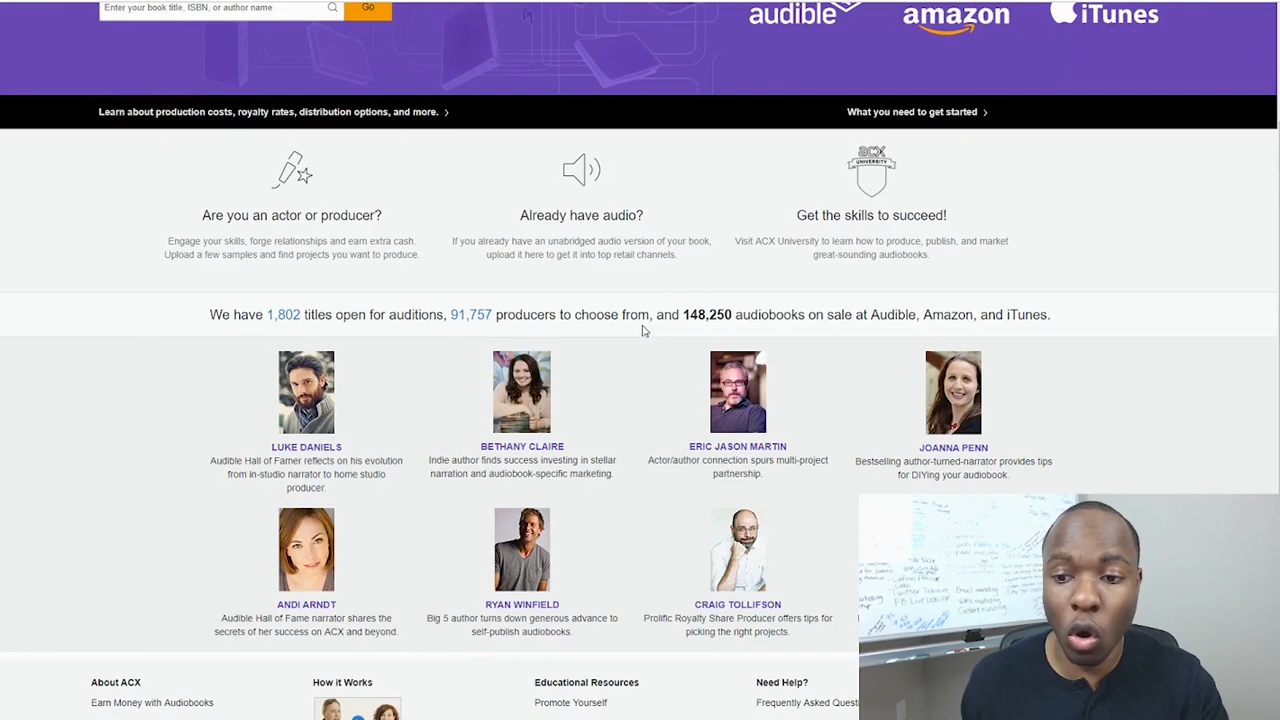 Enter your book title, ISBN, or author name
Go
audible
amazon
iTunes
Learn about production costs, royalty rates, distribution options, and more. ›
What you need to get started ›
acx
UNIVERSITY
Are you an actor or producer?
Already have audio?
Get the skills to succeed!
Engage your skills, forge relationships and earn extra cash.
Upload a few samples and find projects you want to produce.
If you already have an unabridged audio version of your book,
upload it here to get it into top retail channels.
Visit ACX University to learn how to produce, publish, and market
great-sounding audiobooks.
We have 1,802 titles open for auditions, 91,757 producers to choose from, and 148,250 audiobooks on sale at Audible, Amazon, and iTunes.
LUKE DANIELS
Audible Hall of Famer reflects on his evolution
from in-studio narrator to home studio
producer.
BETHANY CLAIRE
Indie author finds success investing in stellar
narration and audiobook-specific marketing.
ERIC JASON MARTIN
Actor/author connection spurs multi-project
partnership.
JOANNA PENN
Bestselling author-turned-narrator provides tips
for DIYing your audiobook.
ANDI ARNDT
Audible Hall of Fame narrator shares the
secrets of her success on ACX and beyond.
RYAN WINFIELD
Big 5 author turns down generous advance to
self-publish audiobooks.
CRAIG TOLLIFSON
Prolific Royalty Share Producer offers tips for
picking the right projects.
Email marketing
Video marketing
Content marketing
About ACX
How it Works
Educational Resources
Need Help?
Earn Money with Audiobooks
Promote Yourself
Frequently Asked Quest